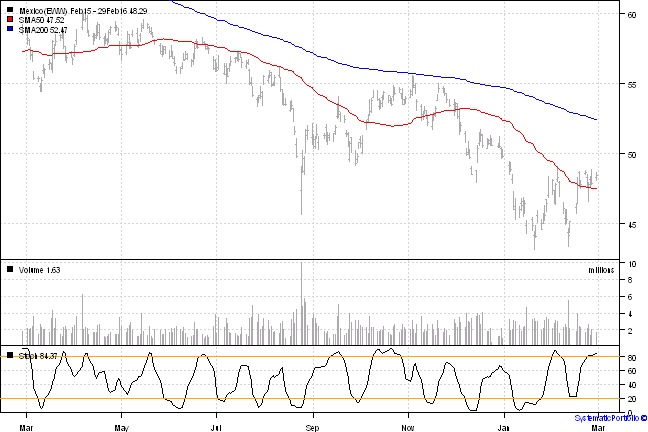 Mexico(EWW) Feb15 - 29Feb16 48.29
SMA50 47.52
SMA200 52.47
60
55
50
45
Volume 1.63
millions
10
8
6
4
2
Stoch 84.37
80
60
40
20
0
SystematicPortfolio ©
Mar May Jul Sep Nov Jan Mar